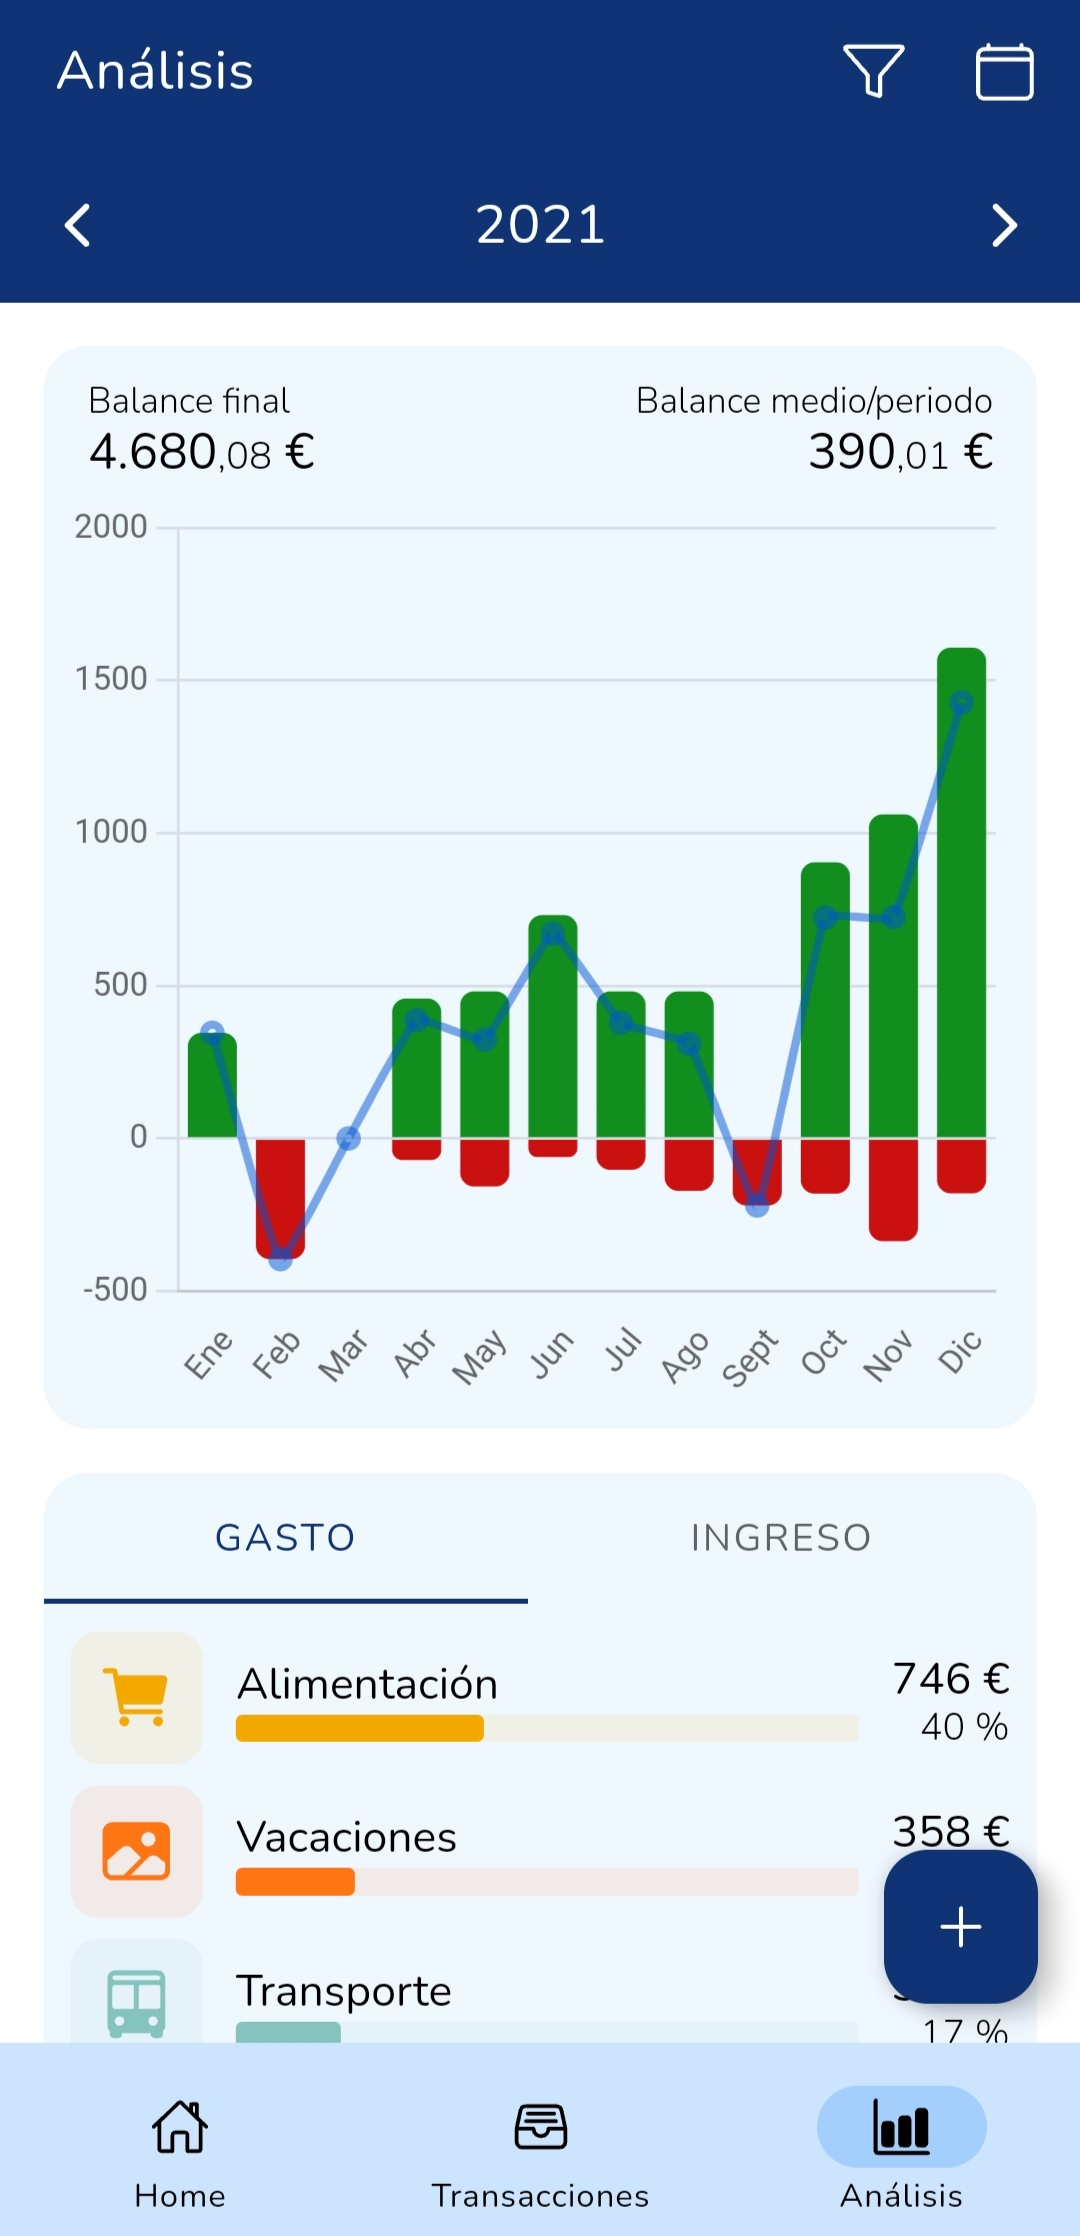 Análisis
2021
Balance final
Balance medio/periodo
4.680,08 €
390,01 €
2000
1500
1000
500
0
-500
Ene
Feb
Mar
Abr
May
Jun
Jul
Ago
Sept
Oct
Nov
Dic
GASTO
INGRESO
Alimentación
746 €
40 %
Vacaciones
358 €
Transporte
17 %
Home
Transacciones
Análisis